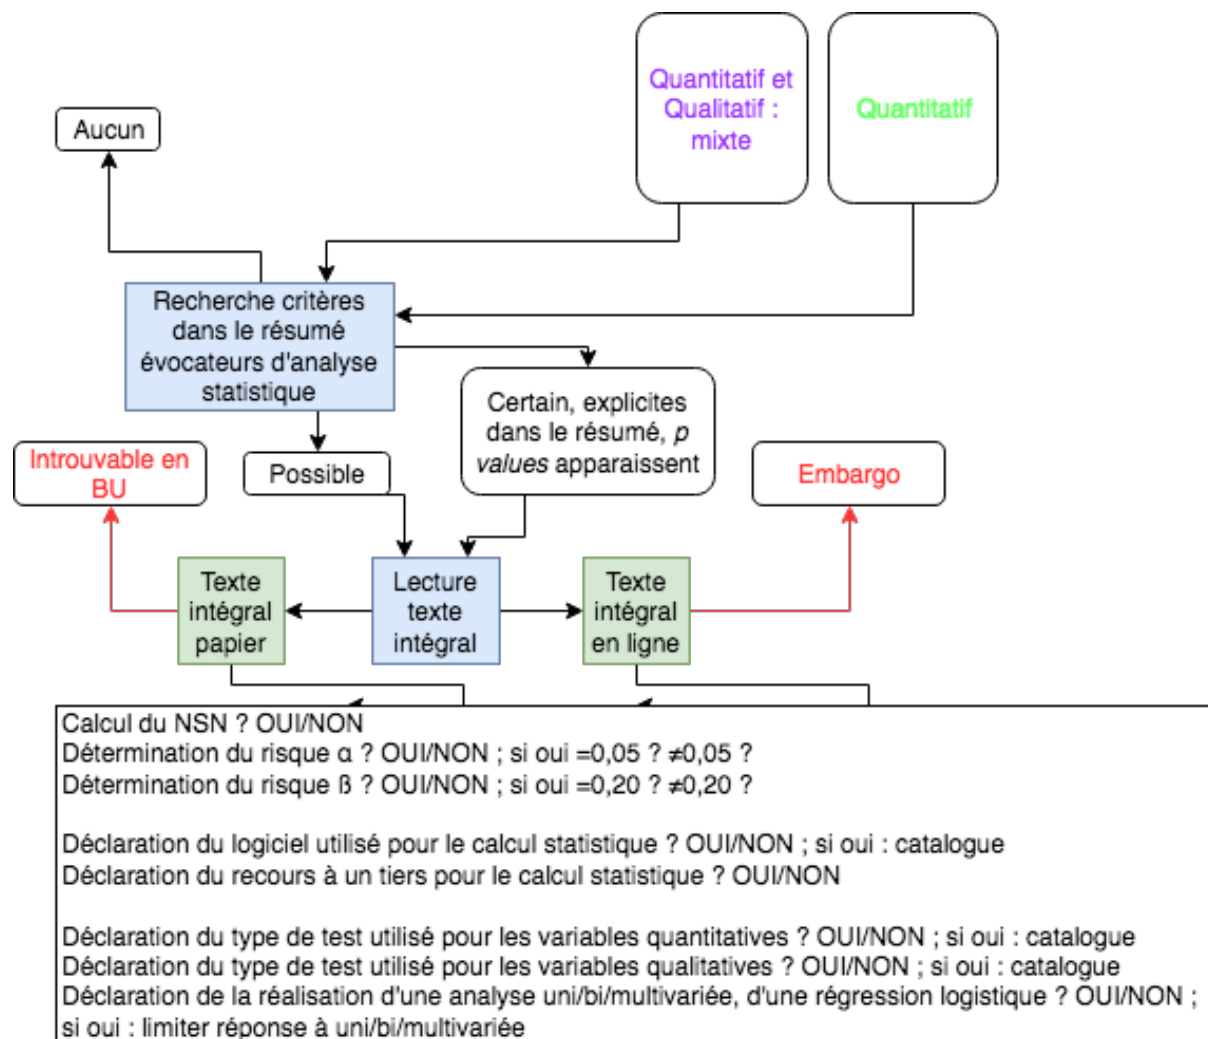 Quantitatif et
Qualitatif :
mixte
Quantitatif
Aucun
Recherche critères
dans le résumé
évocateurs d'analyse
statistique
Certain, explicites
dans le résumé, p
values apparaissent
Introuvable en
BU
Possible
Embargo
Texte
intégral
papier
Lecture
texte
intégral
Texte
intégral
en ligne
Calcul du NSN ? OUI/NON
Détermination du risque α ? OUI/NON ; si oui =0,05 ? ≠0,05 ?
Détermination du risque ß ? OUI/NON ; si oui =0,20 ? ≠0,20 ?
Déclaration du logiciel utilisé pour le calcul statistique ? OUI/NON ; si oui : catalogue
Déclaration du recours à un tiers pour le calcul statistique ? OUI/NON
Déclaration du type de test utilisé pour les variables quantitatives ? OUI/NON ; si oui : catalogue
Déclaration du type de test utilisé pour les variables qualitatives ? OUI/NON ; si oui : catalogue
Déclaration de la réalisation d'une analyse uni/bi/multivariée, d'une régression logistique ? OUI/NON ;
si oui : limiter réponse à uni/bi/multivariée